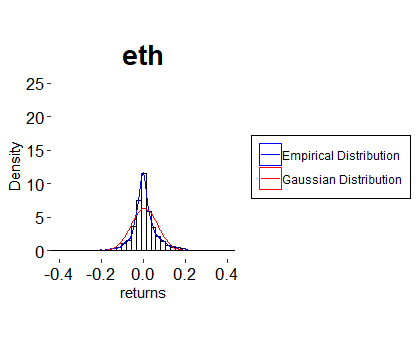 eth
25
20
15
10
5
0
Density
-0.4 -0.2 0.0 0.2 0.4
returns
Empirical Distribution
Gaussian Distribution